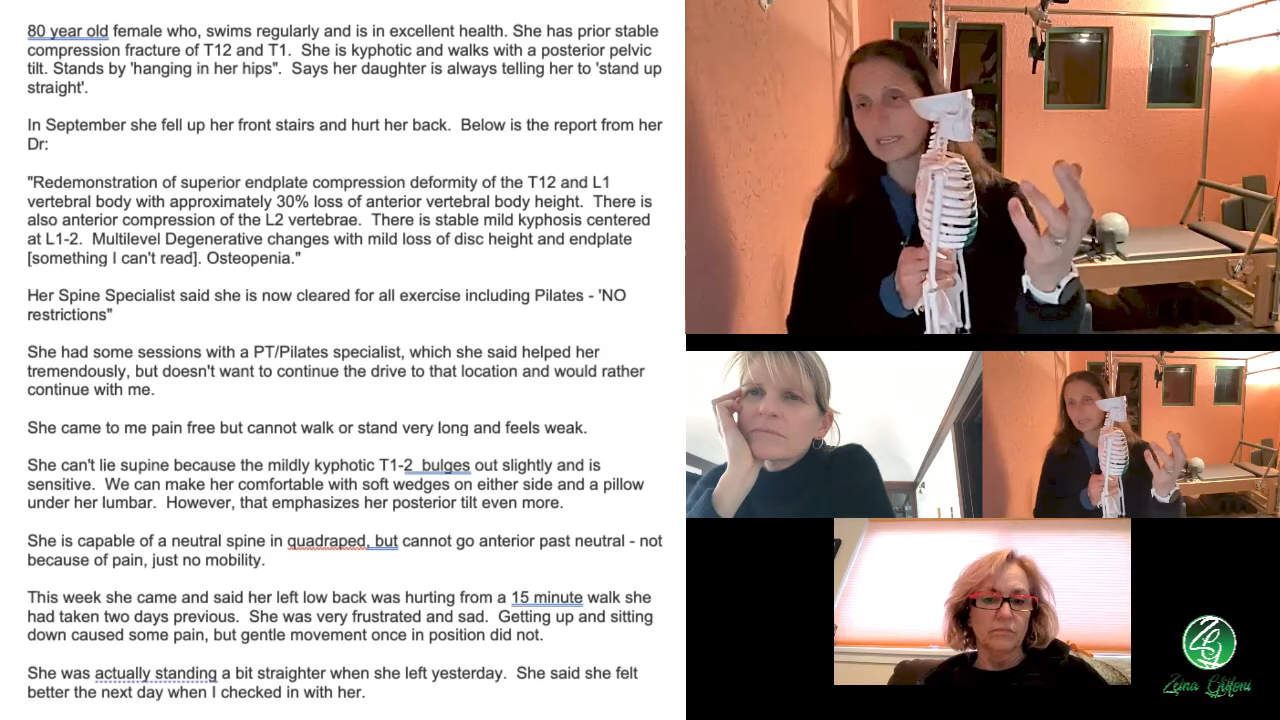 80 year old female who, swims regularly and is in excellent health. She has prior stable
compression fracture of T12 and T1.  She is kyphotic and walks with a posterior pelvic
tilt. Stands by 'hanging in her hips".  Says her daughter is always telling her to 'stand up
straight'.
In September she fell up her front stairs and hurt her back.  Below is the report from her
Dr:
"Redemonstration of superior endplate compression deformity of the T12 and L1
vertebral body with approximately 30% loss of anterior vertebral body height.  There is
also anterior compression of the L2 vertebrae.  There is stable mild kyphosis centered
at L1-2.  Multilevel Degenerative changes with mild loss of disc height and endplate
[something I can't read]. Osteopenia."
Her Spine Specialist said she is now cleared for all exercise including Pilates - 'NO
restrictions"
She had some sessions with a PT/Pilates specialist, which she said helped her
tremendously, but doesn't want to continue the drive to that location and would rather
continue with me.
She came to me pain free but cannot walk or stand very long and feels weak.
She can't lie supine because the mildly kyphotic T1-2  bulges out slightly and is
sensitive.  We can make her comfortable with soft wedges on either side and a pillow
under her lumbar.  However, that emphasizes her posterior tilt even more.
She is capable of a neutral spine in quadraped, but cannot go anterior past neutral - not
because of pain, just no mobility.
This week she came and said her left low back was hurting from a 15 minute walk she
had taken two days previous.  She was very frustrated and sad.  Getting up and sitting
down caused some pain, but gentle movement once in position did not.
She was actually standing a bit straighter when she left yesterday.  She said she felt
better the next day when I checked in with her.